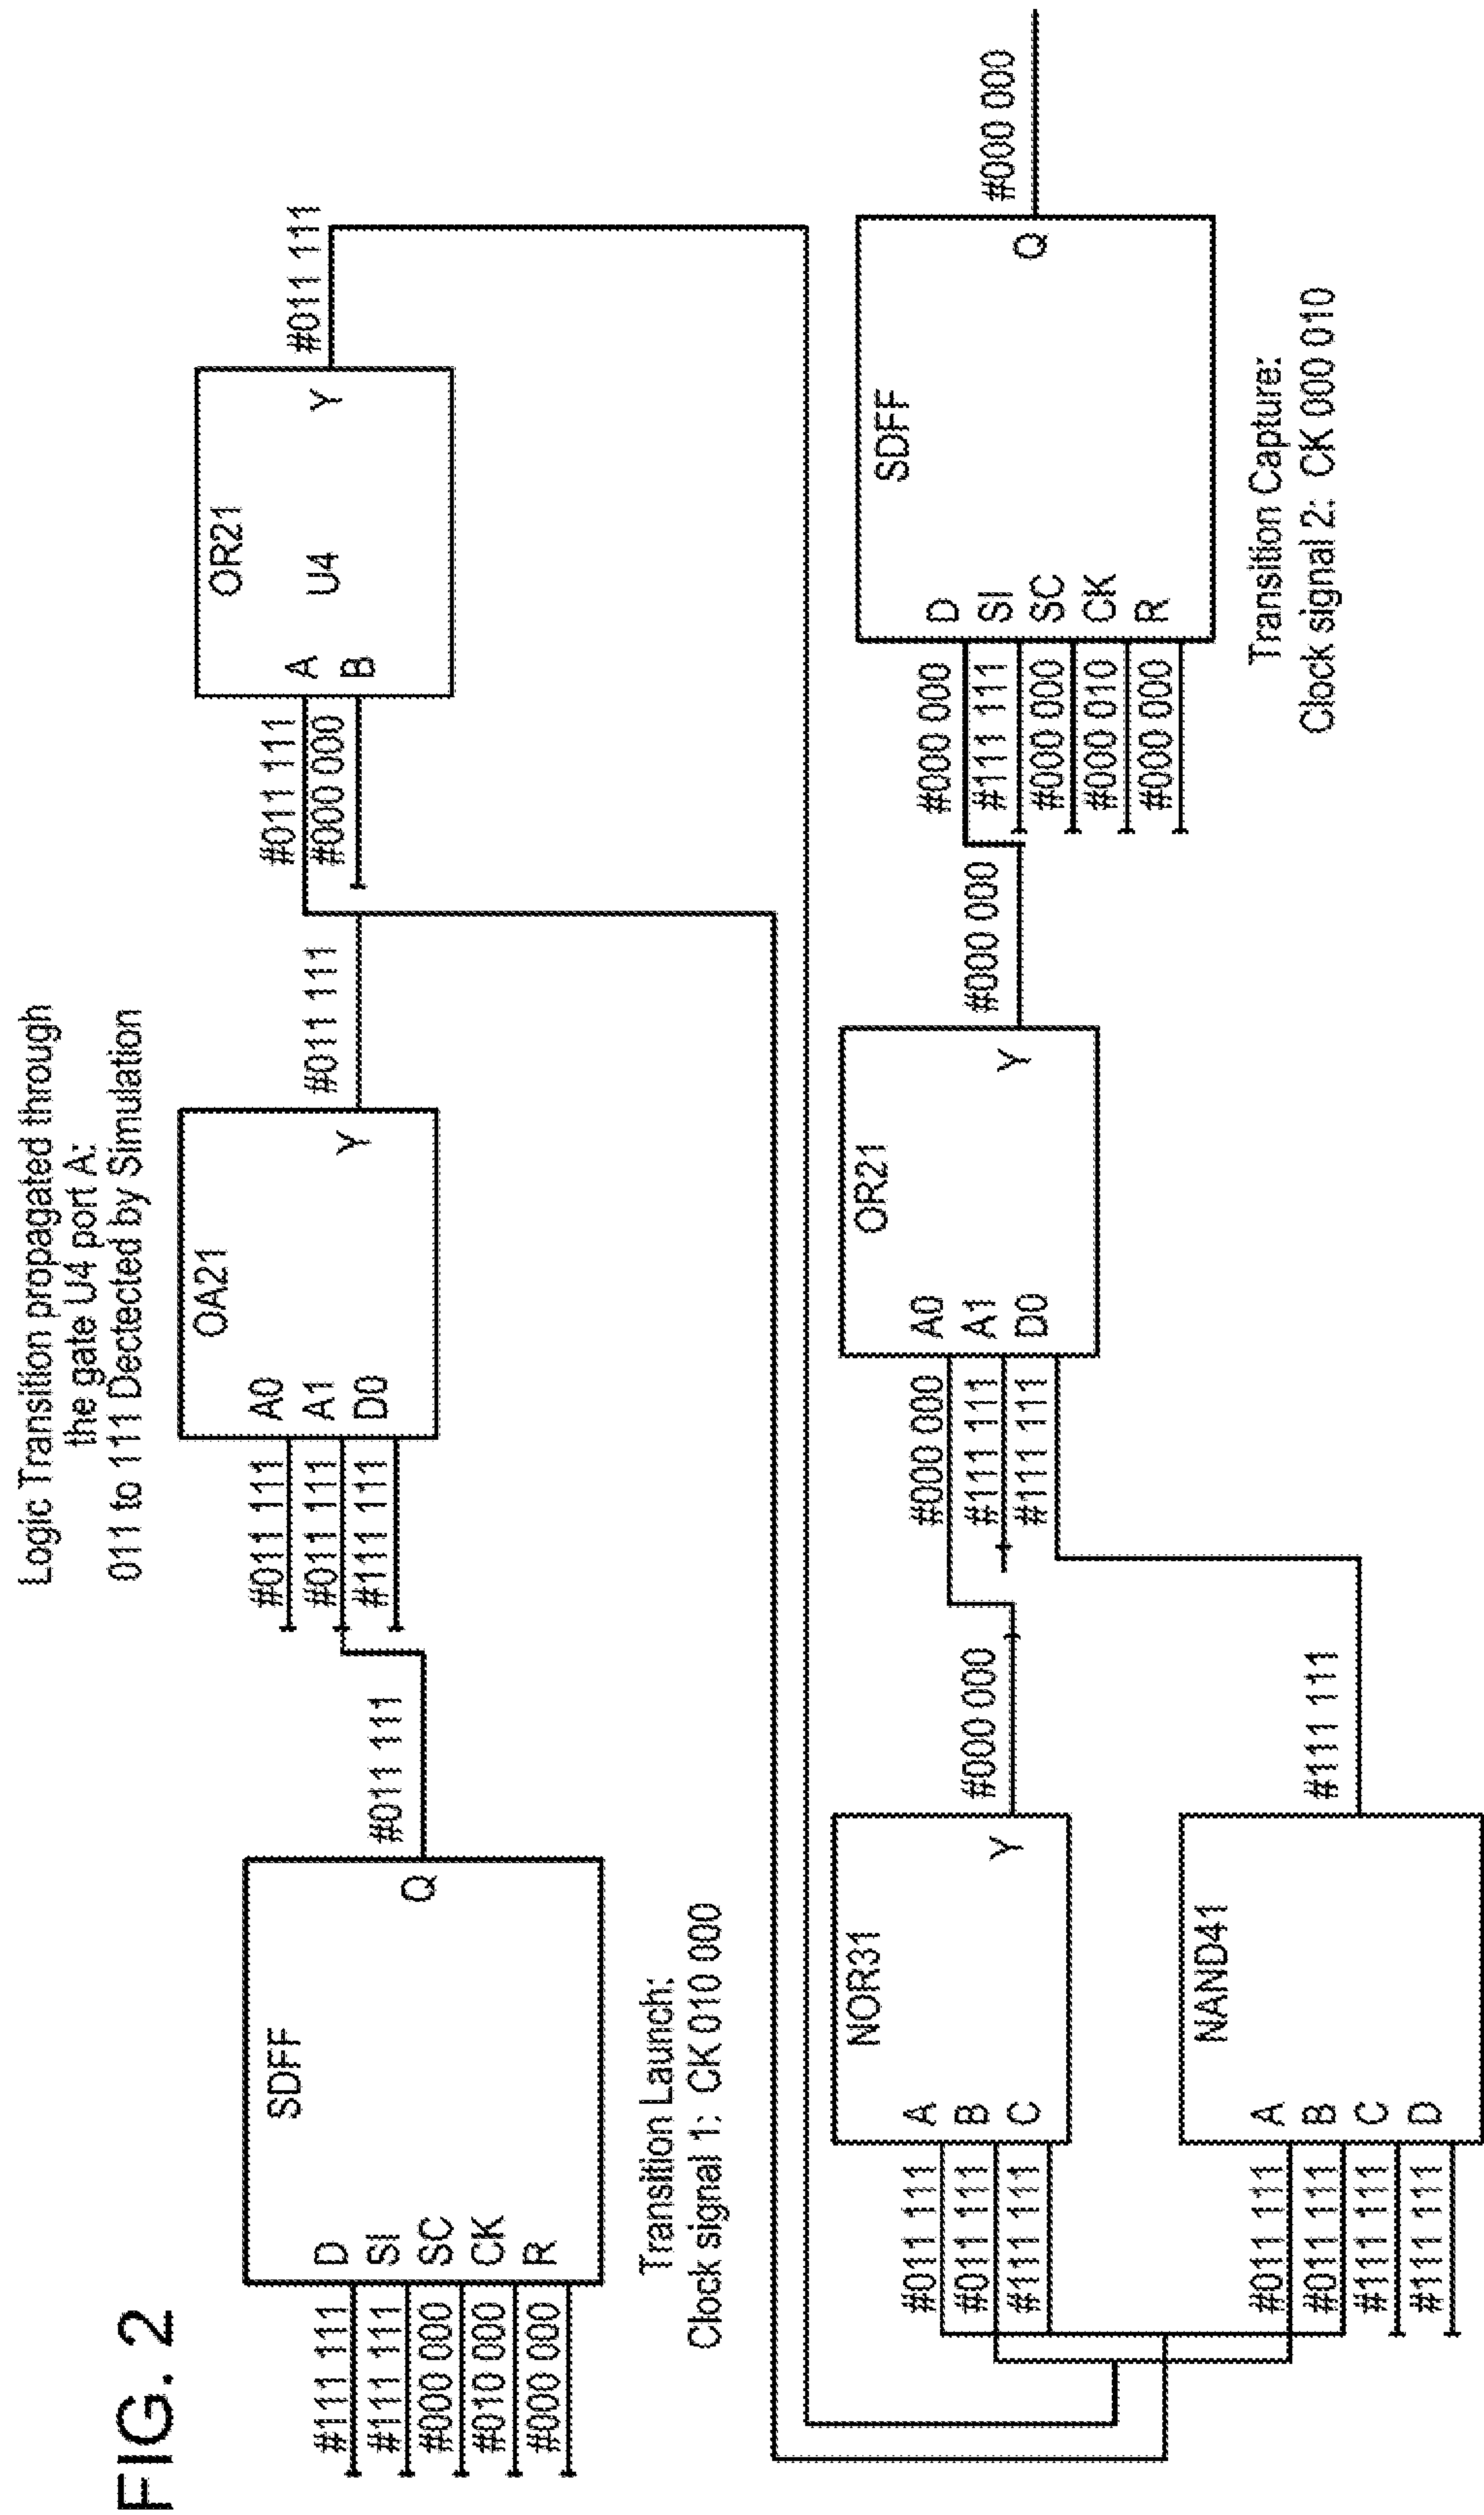 FIG. 2
Logic Transition propagated through
the gate U4 port A:
011 to 111 Dectected by Simulation
SDFF
D
SI
SC
CK
R
Q
#111 111
#111 111
#000 000
#010 000
#000 000
#011 111
Transition Launch:
Clock signal 1: CK 010 000
OA21
A0
A1
D0
Y
#011 111
#011 111
#111 111
#011 111
OR21
U4
A
B
Y
#011 111
#000 000
#011 111
NOR31
A
B
C
Y
#011 111
#011 111
#111 111
#000 000
NAND41
A
B
C
D
#011 111
#011 111
#111 111
#111 111
#111 111
OR21
A0
A1
D0
Y
#000 000
#111 111
#111 111
#000 000
SDFF
D
SI
SC
CK
R
Q
#000 000
#111 111
#000 000
#000 010
#000 000
#000 000
Transition Capture:
Clock signal 2: CK 000 010